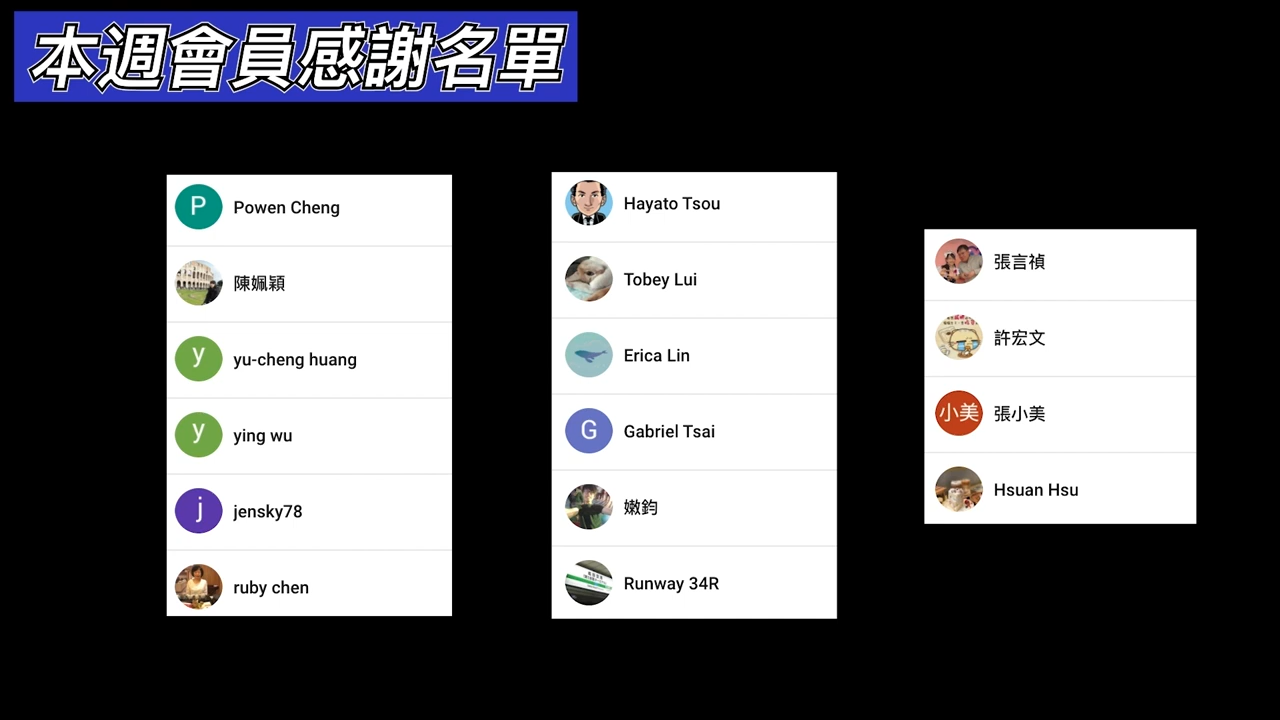 本週會員感謝名單
P
Powen Cheng
陳姵穎
y
yu-cheng huang
y
ying wu
j
jensky78
ruby chen
Hayato Tsou
Tobey Lui
Erica Lin
G
Gabriel Tsai
嫩鈞
Runway 34R
張言禎
許宏文
小美
張小美
Hsuan Hsu